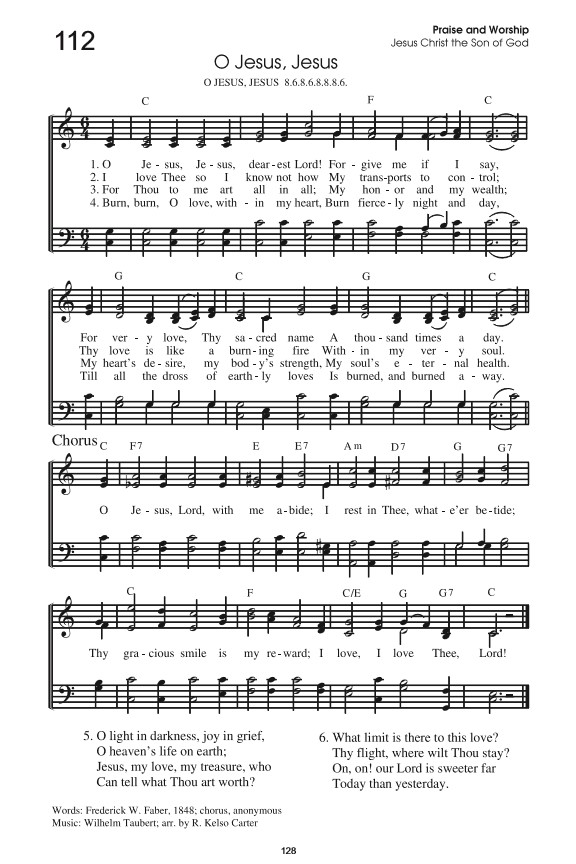 112
Praise and Worship
Jesus Christ the Son of God
O Jesus, Jesus
O JESUS, JESUS 8.6.8.6.8.8.8.6.
C F C
1. O Je - sus, Je - sus, dear - est Lord! For - give me if I say,
2. I love Thee so I know not how My trans - ports to con - trol;
3. For Thou to me art all in all; My hon - or and my wealth;
4. Burn, burn, O love, with - in my heart, Burn fierce - ly night and day,
G C G C
For ver - y love, Thy sa - cred name A thou - sand times a day.
Thy love is like a burn - ing fire With - in my ver - y soul.
My heart's de - sire, my bod - y's strength, My soul's e - ter - nal health.
Till all the dross of earth - ly loves Is burned, and burned a - way.
Chorus
C F7 E E7 Am D7 G G7
O Je - sus, Lord, with me a - bide; I rest in Thee, what - e'er be - tide;
C F C/E G G7 C
Thy gra - cious smile is my re - ward; I love, I love Thee, Lord!
5. O light in darkness, joy in grief,
O heaven's life on earth;
Jesus, my love, my treasure, who
Can tell what Thou art worth?
6. What limit is there to this love?
Thy flight, where wilt Thou stay?
On, on! our Lord is sweeter far
Today than yesterday.
Words: Frederick W. Faber, 1848; chorus, anonymous
Music: Wilhelm Taubert; arr. by R. Kelso Carter
128